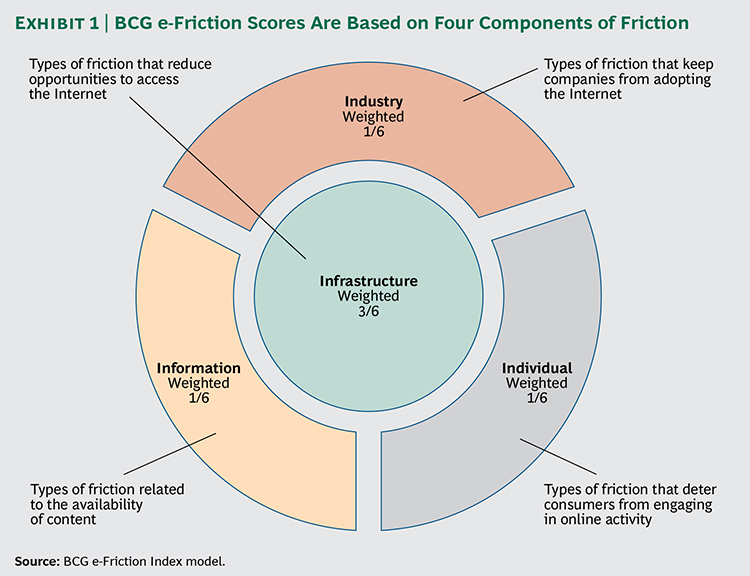 EXHIBIT 1 | BCG e-Friction Scores Are Based on Four Components of Friction
Types of friction that reduce
opportunities to access
the Internet
Types of friction that keep
companies from adopting
the Internet
Industry
Weighted
1/6
Infrastructure
Weighted
3/6
Information
Weighted
1/6
Individual
Weighted
1/6
Types of friction related
to the availability
of content
Types of friction that deter
consumers from engaging
in online activity
Source: BCG e-Friction Index model.